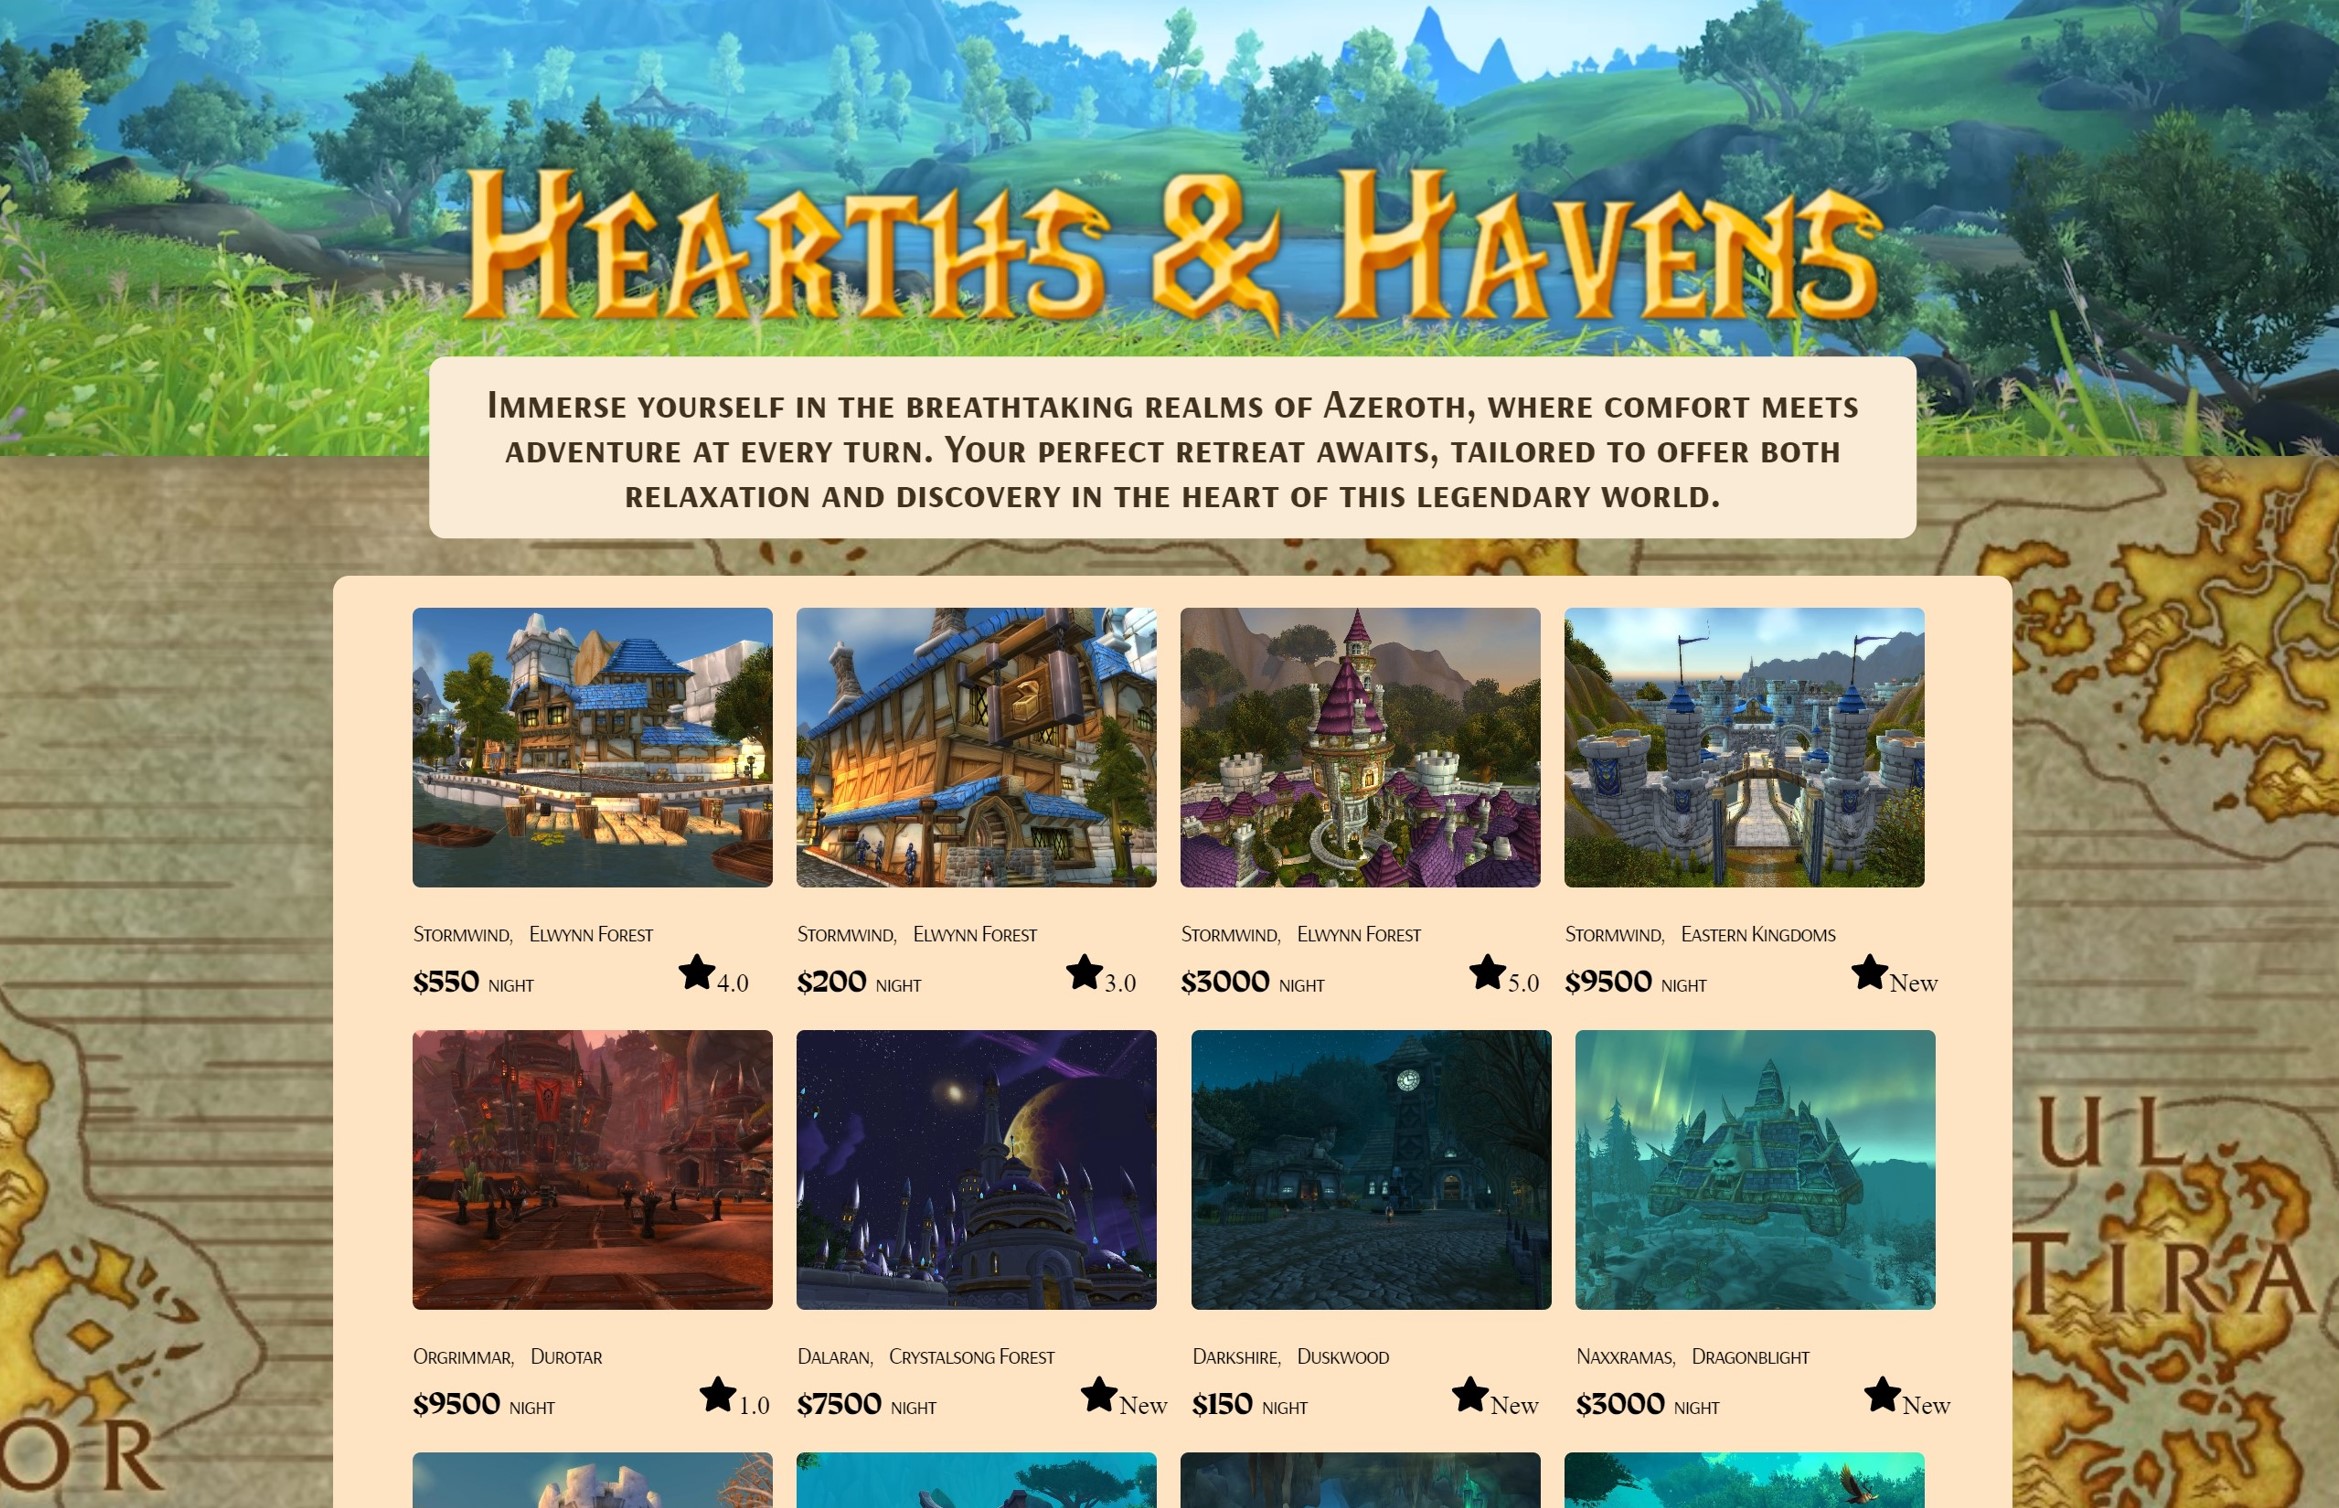 Hearths & Havens
Immerse yourself in the breathtaking realms of Azeroth, where comfort meets
adventure at every turn. Your perfect retreat awaits, tailored to offer both
relaxation and discovery in the heart of this legendary world.
Stormwind, Elwynn Forest
$550 night 4.0
Stormwind, Elwynn Forest
$200 night 3.0
Stormwind, Elwynn Forest
$3000 night 5.0
Stormwind, Eastern Kingdoms
$9500 night New
Orgrimmar, Durotar
$9500 night 1.0
Dalaran, Crystalsong Forest
$7500 night New
Darkshire, Duskwood
$150 night New
Naxxramas, Dragonblight
$3000 night New
UL
TIRA
OR